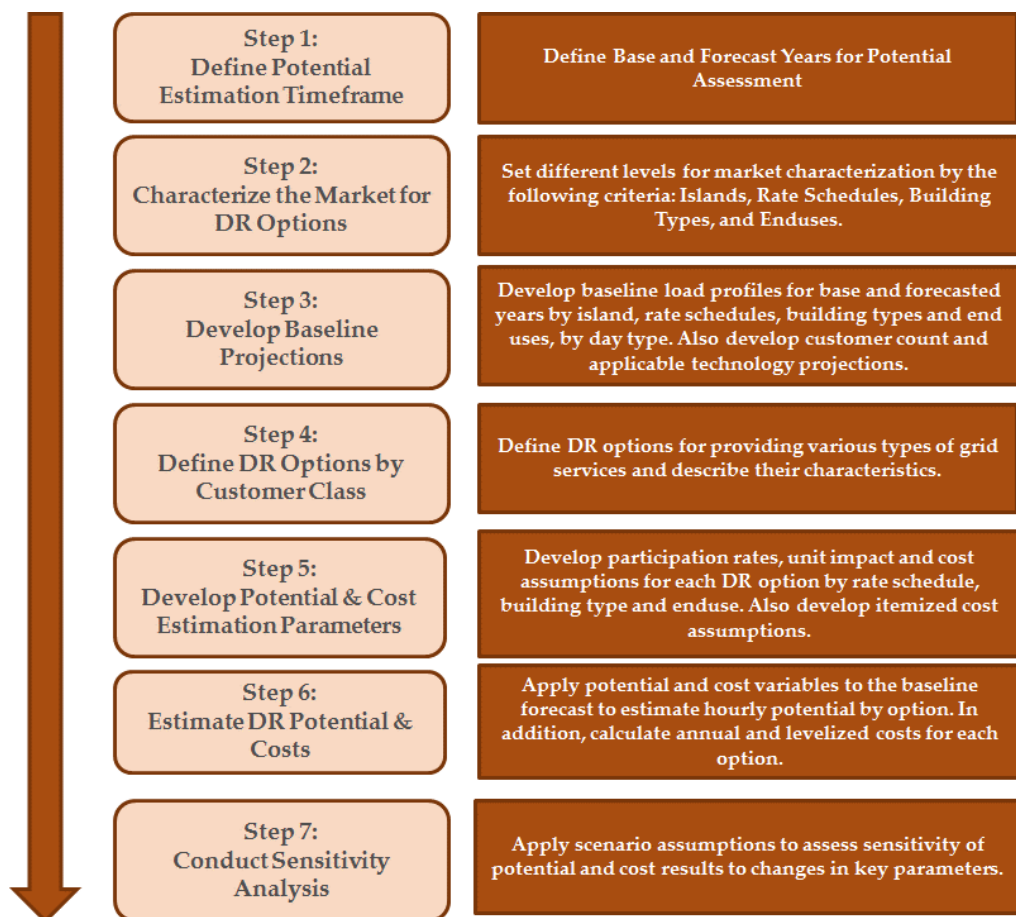 Step 1:
Define Potential
Estimation Timeframe
Define Base and Forecast Years for Potential
Assessment
Step 2:
Characterize the Market for
DR Options
Set different levels for market characterization by the
following criteria: Islands, Rate Schedules, Building
Types, and Enduses.
Step 3:
Develop Baseline
Projections
Develop baseline load profiles for base and forecasted
years by island, rate schedules, building types and end
uses, by day type. Also develop customer count and
applicable technology projections.
Step 4:
Define DR Options by
Customer Class
Define DR options for providing various types of grid
services and describe their characteristics.
Step 5:
Develop Potential & Cost
Estimation Parameters
Develop participation rates, unit impact and cost
assumptions for each DR option by rate schedule,
building type and enduse. Also develop itemized cost
assumptions.
Step 6:
Estimate DR Potential &
Costs
Apply potential and cost variables to the baseline
forecast to estimate hourly potential by option. In
addition, calculate annual and levelized costs for each
option.
Step 7:
Conduct Sensitivity
Analysis
Apply scenario assumptions to assess sensitivity of
potential and cost results to changes in key parameters.